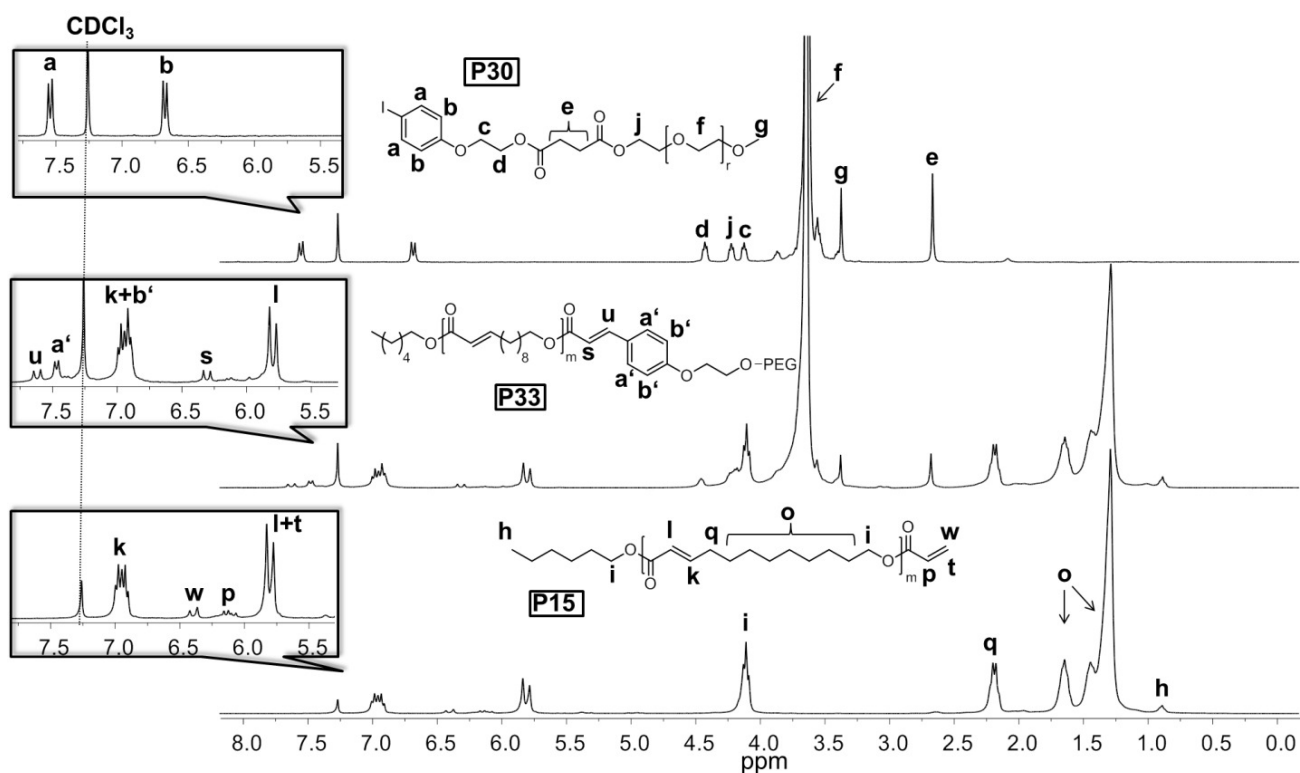 CDCl₃
a
b
7.5 7.0 6.5 6.0 5.5
P30
I
a
b
a
b
c
O
d
O
O
e
O
O
j
O
f
O
r
g
f
d
j
c
g
e
u
a‘
k+b‘
s
l
7.5 7.0 6.5 6.0 5.5
4
O
O
8
O
m
O
u
s
a‘
b‘
a‘
b‘
O
O–PEG
P33
k
w
p
l+t
7.5 7.0 6.5 6.0 5.5
h
i
O
O
l
k
q
o
i
O
m
O
p
w
t
P15
i
q
o
h
8.0 7.5 7.0 6.5 6.0 5.5 5.0 4.5 4.0 3.5 3.0 2.5 2.0 1.5 1.0 0.5 0.0
ppm